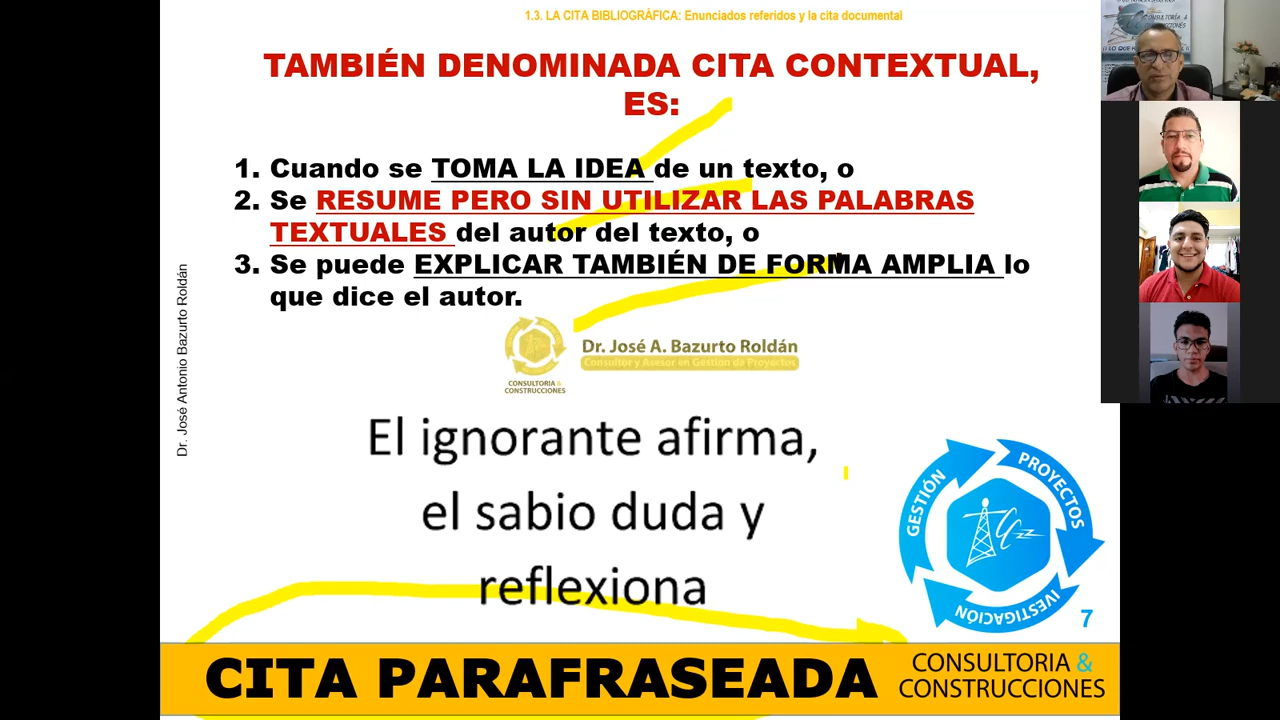 1.3. LA CITA BIBLIOGRÁFICA: Enunciados referidos y la cita documental
TAMBIÉN DENOMINADA CITA CONTEXTUAL,
ES:
1. Cuando se TOMA LA IDEA de un texto, o
2. Se RESUME PERO SIN UTILIZAR LAS PALABRAS
TEXTUALES del autor del texto, o
3. Se puede EXPLICAR TAMBIÉN DE FORMA AMPLIA lo
que dice el autor.
Dr. José Antonio Bazurto Roldán
Dr. José A. Bazurto Roldán
Consultor y Asesor en Gestión de Proyectos
CONSULTORIA &
CONSTRUCCIONES
El ignorante afirma,
el sabio duda y
reflexiona
GESTIÓN
PROYECTOS
IVESTIGACIÓN
7
CITA PARAFRASEADA
CONSULTORIA &
CONSTRUCCIONES